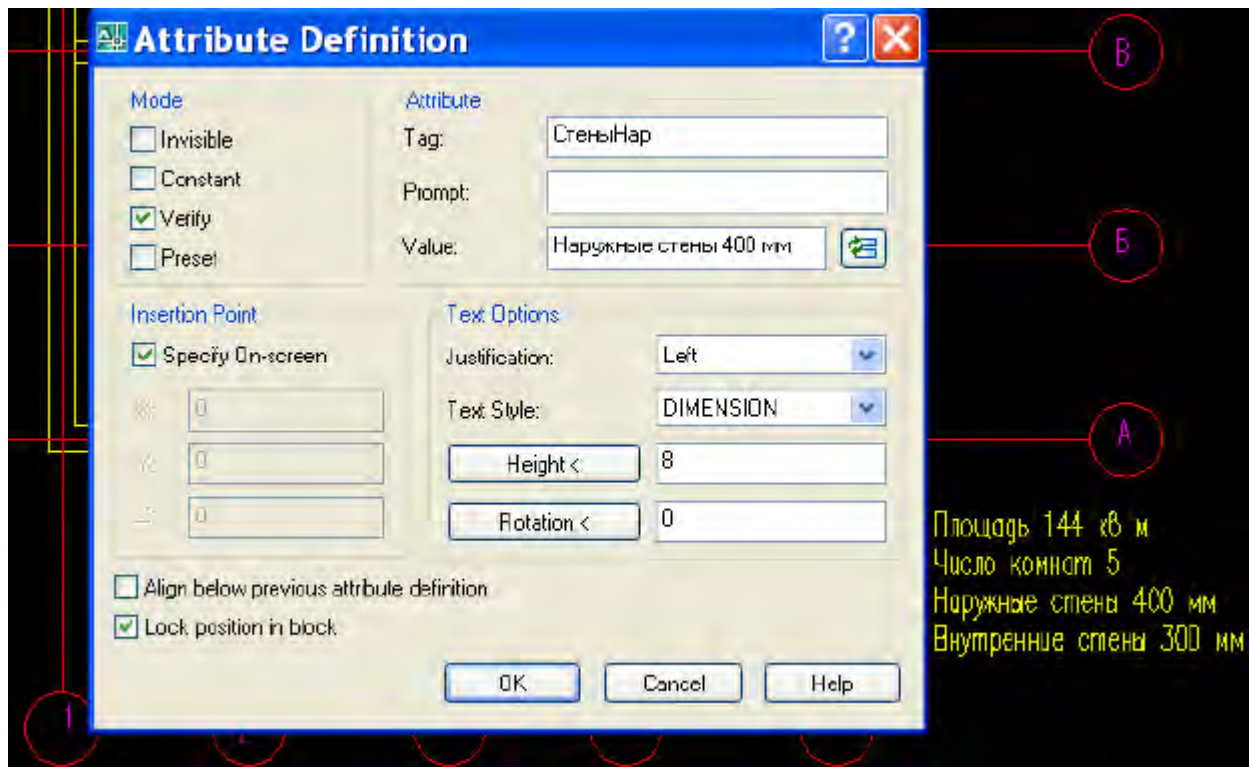 Attribute Definition
В
Mode
Attribute
Invisible
Tag:
СтеныНар
Constant
Prompt:
Verify
Value:
Наружные стены 400 мм
Б
Preset
Insertion Point
Text Options
Specify On-screen
Justification:
Left
X:
0
Text Style:
DIMENSION
А
Y:
0
Height <
8
Z:
0
Rotation <
0
Площадь 144 кв м
Число комнат 5
Наружные стены 400 мм
Внутренние стены 300 мм
Align below previous attribute definition
Lock position in block
OK
Cancel
Help
1